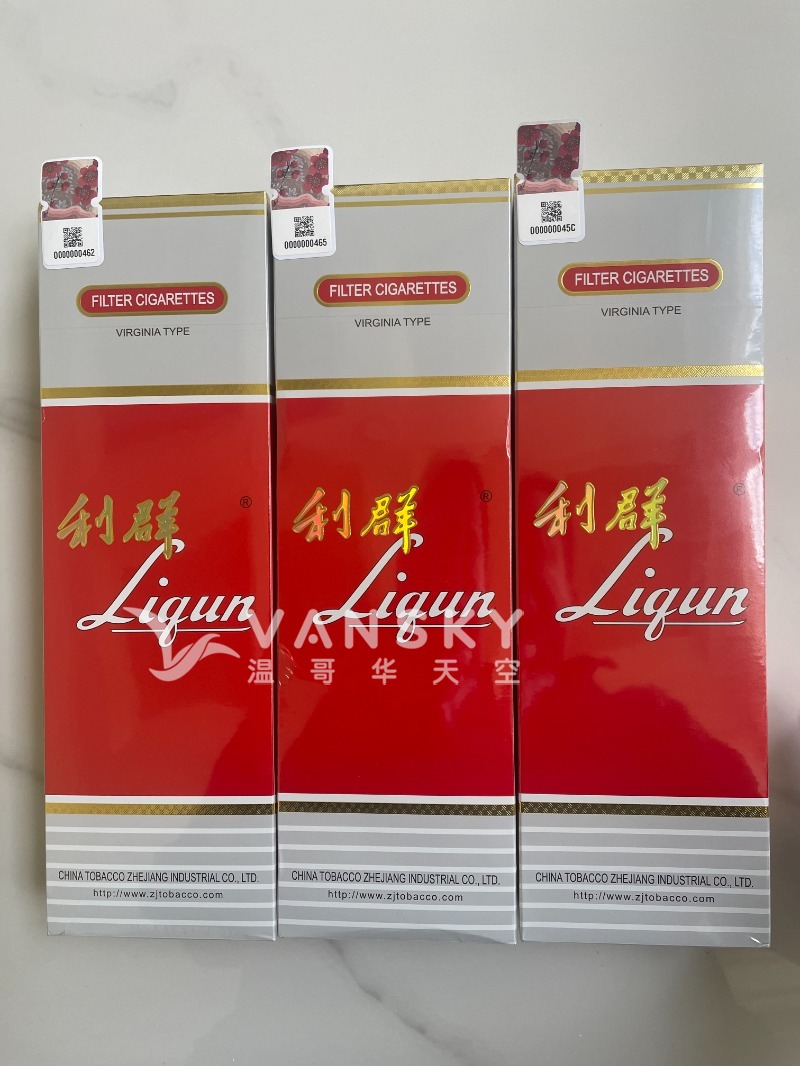 0000000462
FILTER CIGARETTES
VIRGINIA TYPE
利群®
Liqun
CHINA TOBACCO ZHEJIANG INDUSTRIAL CO., LTD.
http://www.zjtobacco.com
0000000465
FILTER CIGARETTES
VIRGINIA TYPE
利群®
Liqun
CHINA TOBACCO ZHEJIANG INDUSTRIAL CO., LTD.
http://www.zjtobacco.com
000000045C
FILTER CIGARETTES
VIRGINIA TYPE
利群®
Liqun
CHINA TOBACCO ZHEJIANG INDUSTRIAL CO., LTD.
http://www.zjtobacco.com
VANSKY
温哥华天空